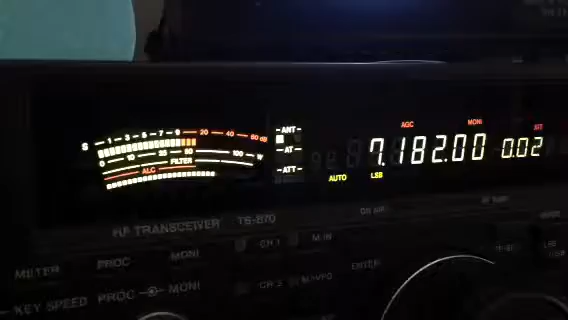 S 1 3 5 7 9 20 40 60 dB
0 10 25 50 100 W
FILTER
ALC
ANT
AT
ATT
AGC MONI
7.182.00 -0.02
AUTO LSB
HF TRANSCEIVER TS-870
ON AIR
METER PROC MONI
CH 1 M.IN
ENTER
KEY SPEED PROC MONI
CH 2 M▸VFO